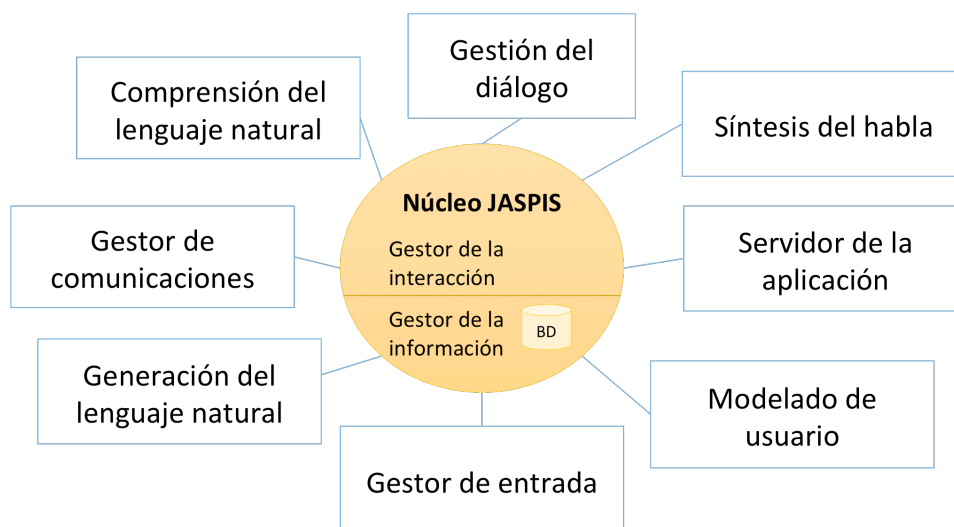 Gestión del
diálogo
Comprensión del
lenguaje natural
Síntesis del habla
Núcleo JASPIS
Gestor de la
interacción
Gestor de
comunicaciones
Servidor de la
aplicación
Gestor de la
información
BD
Generación del
lenguaje natural
Modelado de
usuario
Gestor de entrada